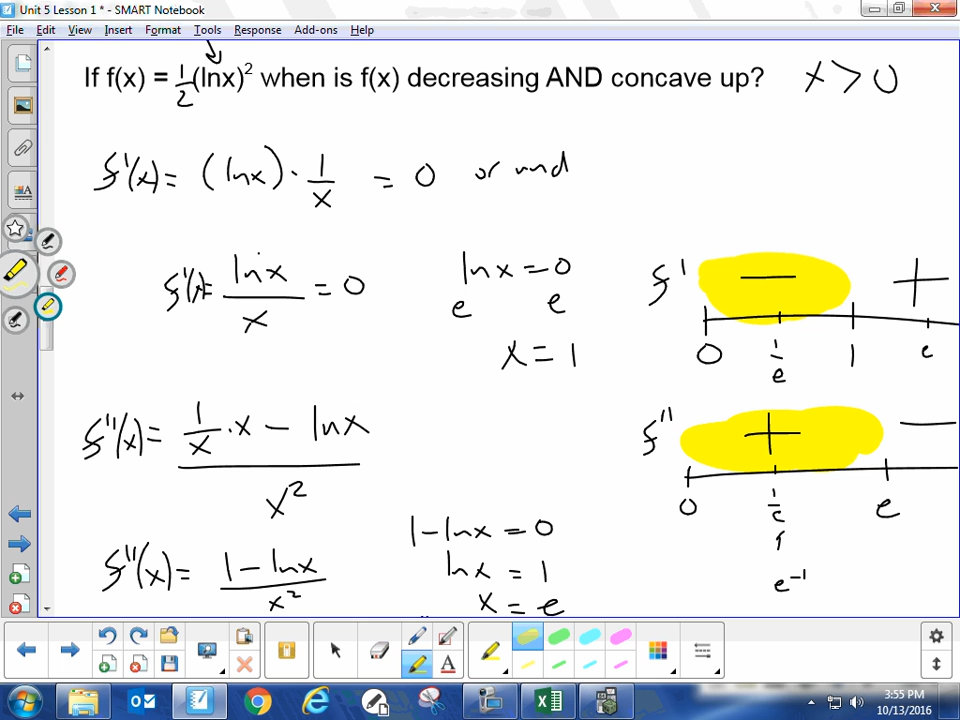 Unit 5 Lesson 1 * - SMART Notebook
File Edit View Insert Format Tools Response Add-ons Help
If f(x) = 1/2 (lnx)² when is f(x) decreasing AND concave up? x > 0
f'(x) = (lnx) · 1/x = 0 or und
f'(x) = lnx/x = 0
lnx = 0
e e
x = 1
f' − +
0 1/e 1 e
f''(x) = (1/x · x − lnx)/x²
f'' + −
0 1/e e
e⁻¹
f''(x) = (1 − lnx)/x²
1 − lnx = 0
lnx = 1
x = e
A
3:55 PM
10/13/2016